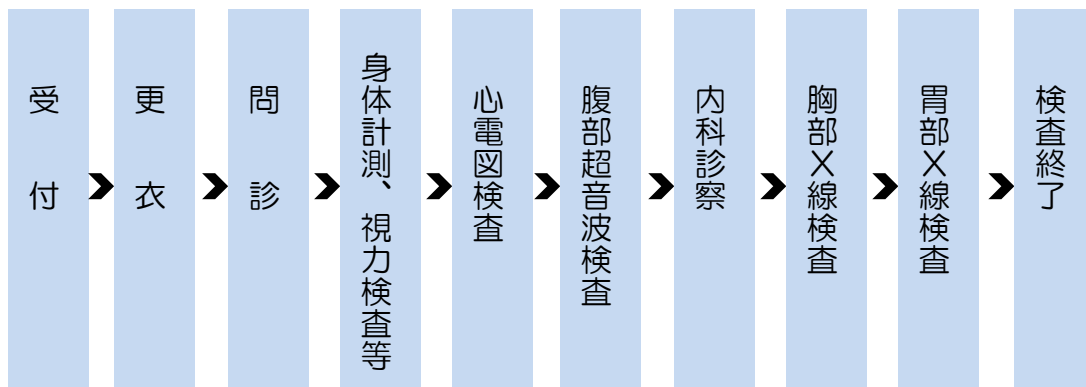 受付
更衣
問診
身体計測、視力検査等
心電図検査
腹部超音波検査
内科診察
胸部X線検査
胃部X線検査
検査終了